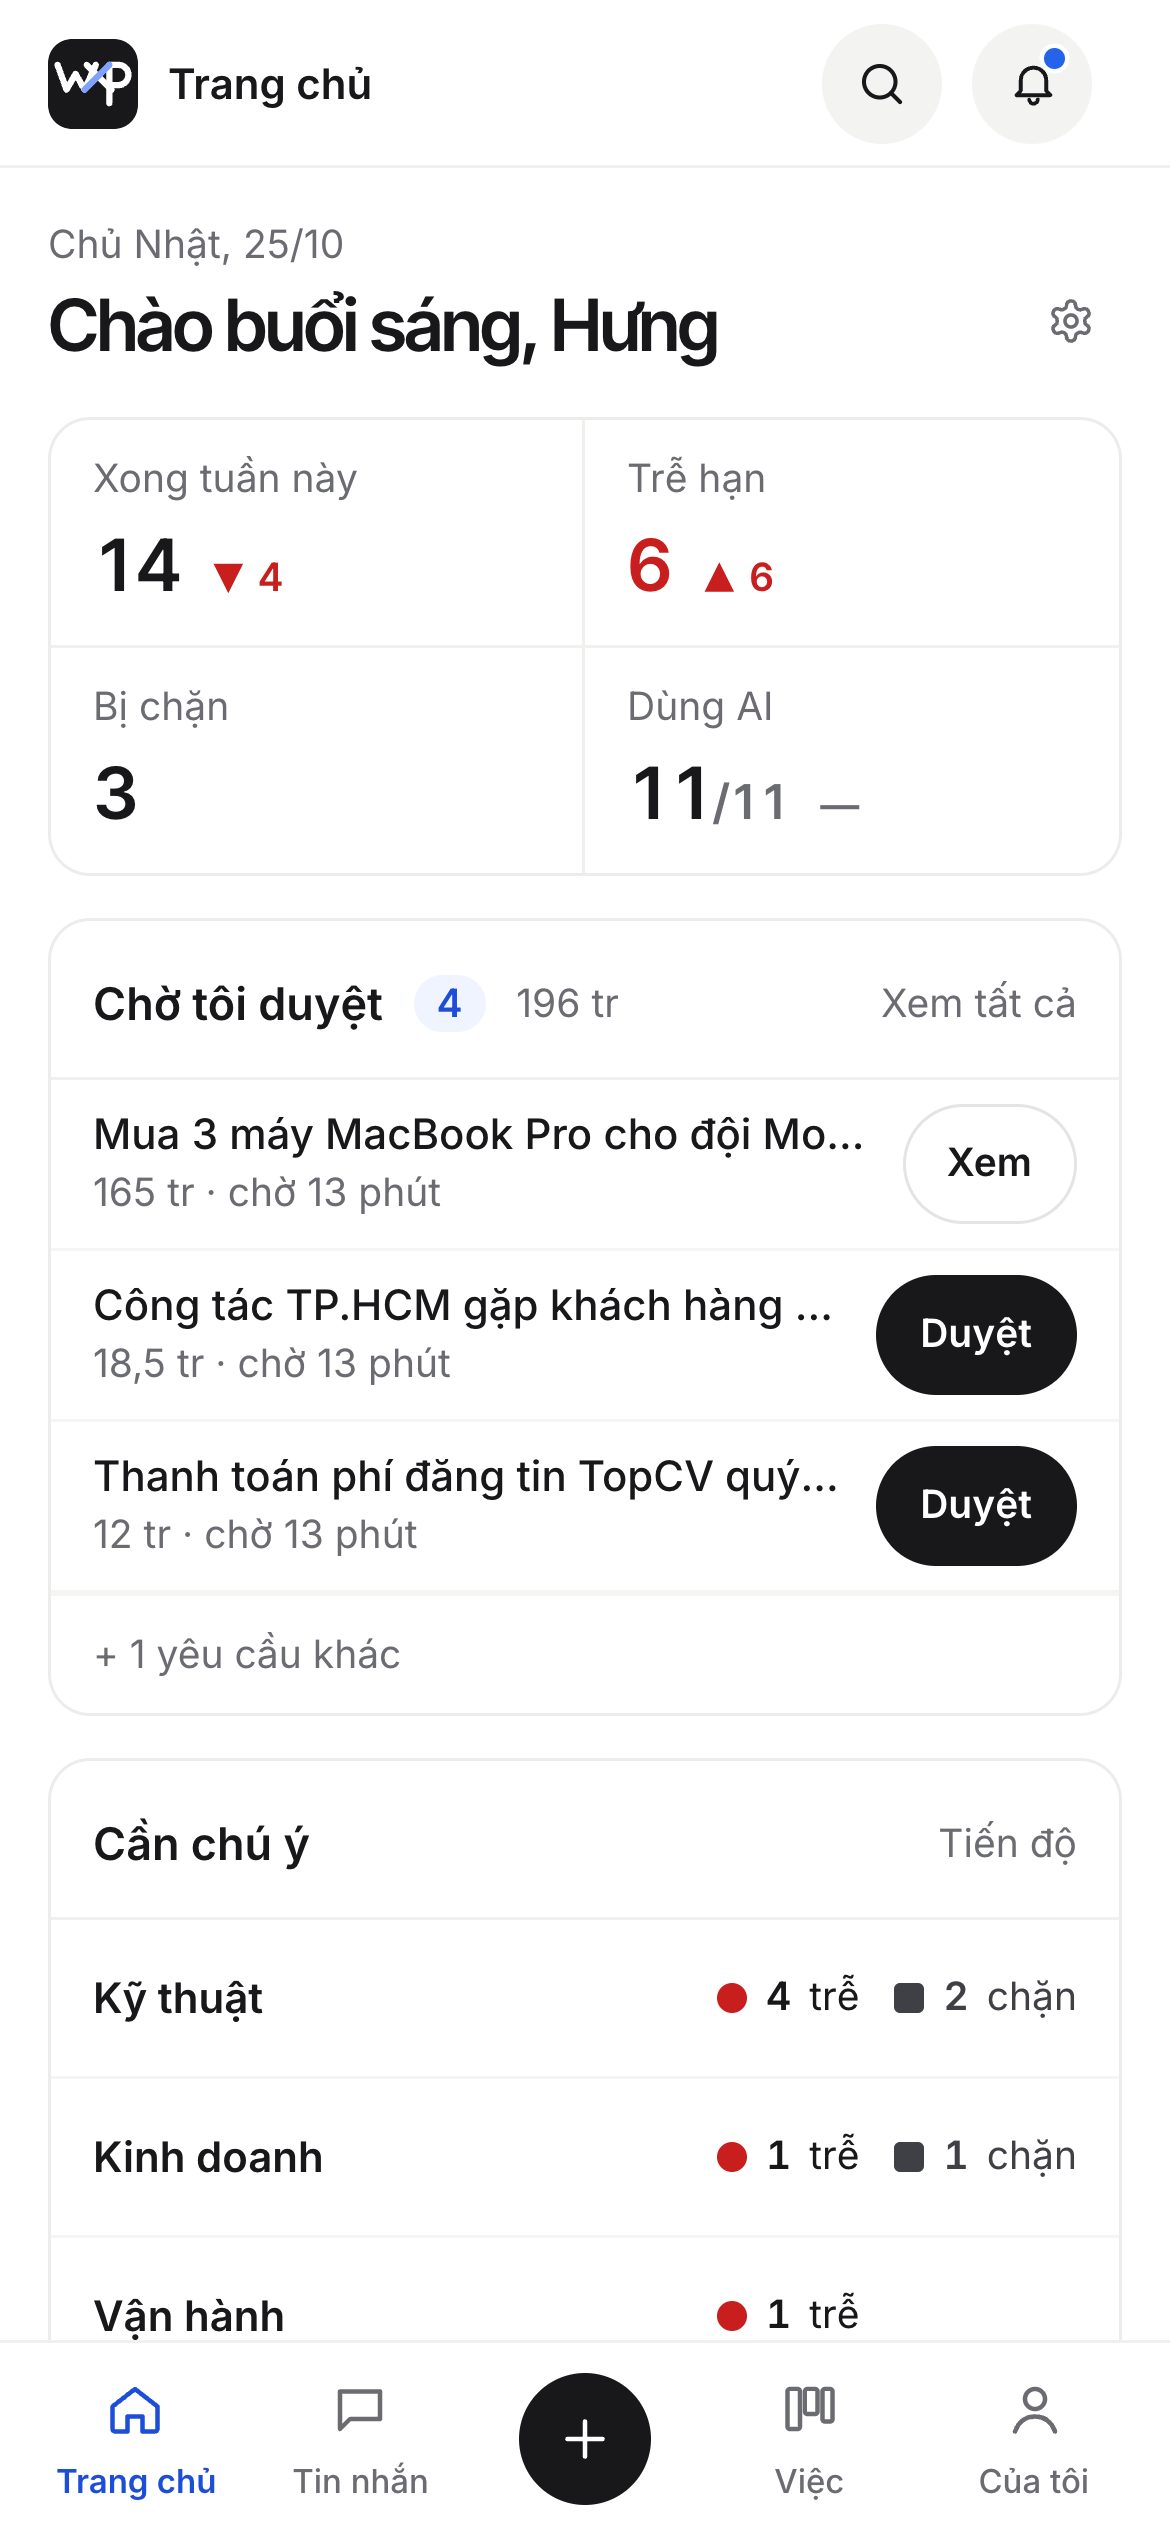 WP
Trang chủ
Chủ Nhật, 25/10
Chào buổi sáng, Hưng
Xong tuần này
14 ▼ 4
Trễ hạn
6 ▲ 6
Bị chặn
3
Dùng AI
11/11 —
Chờ tôi duyệt 4 196 tr Xem tất cả
Mua 3 máy MacBook Pro cho đội Mo...
165 tr · chờ 13 phút
Xem
Công tác TP.HCM gặp khách hàng ...
18,5 tr · chờ 13 phút
Duyệt
Thanh toán phí đăng tin TopCV quý...
12 tr · chờ 13 phút
Duyệt
+ 1 yêu cầu khác
Cần chú ý Tiến độ
Kỹ thuật 4 trễ 2 chặn
Kinh doanh 1 trễ 1 chặn
Vận hành 1 trễ
Trang chủ
Tin nhắn
Việc
Của tôi